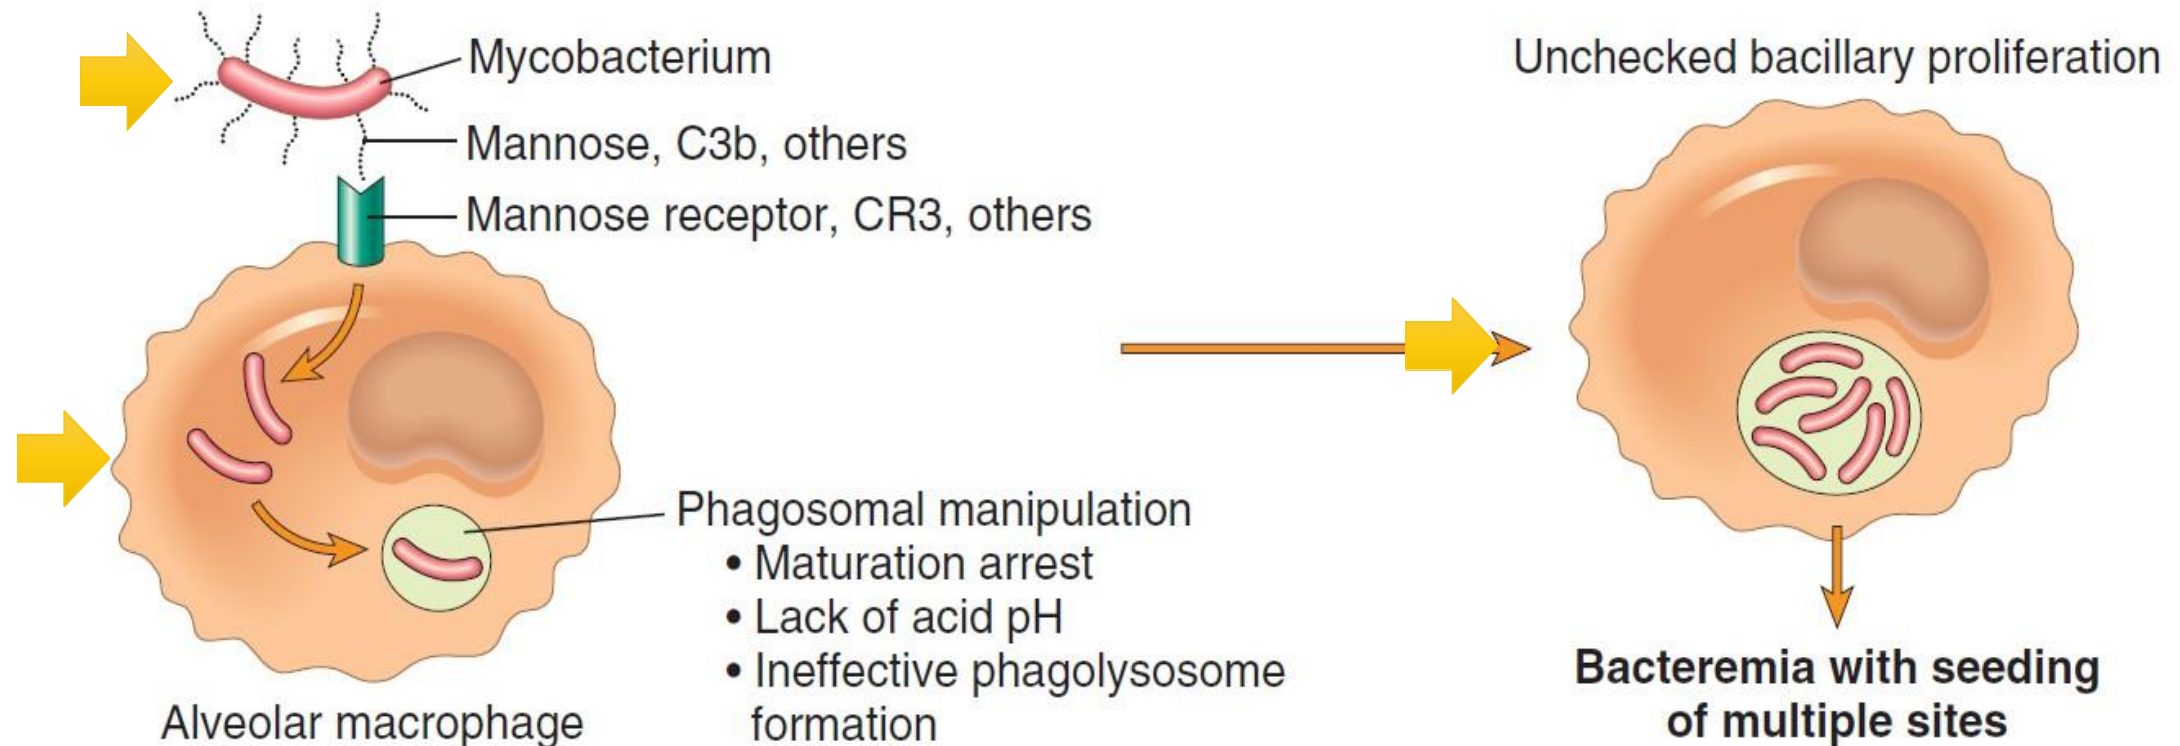 Mycobacterium
Mannose, C3b, others
Mannose receptor, CR3, others
Phagosomal manipulation
• Maturation arrest
• Lack of acid pH
• Ineffective phagolysosome
formation
Alveolar macrophage
Unchecked bacillary proliferation
Bacteremia with seeding
of multiple sites